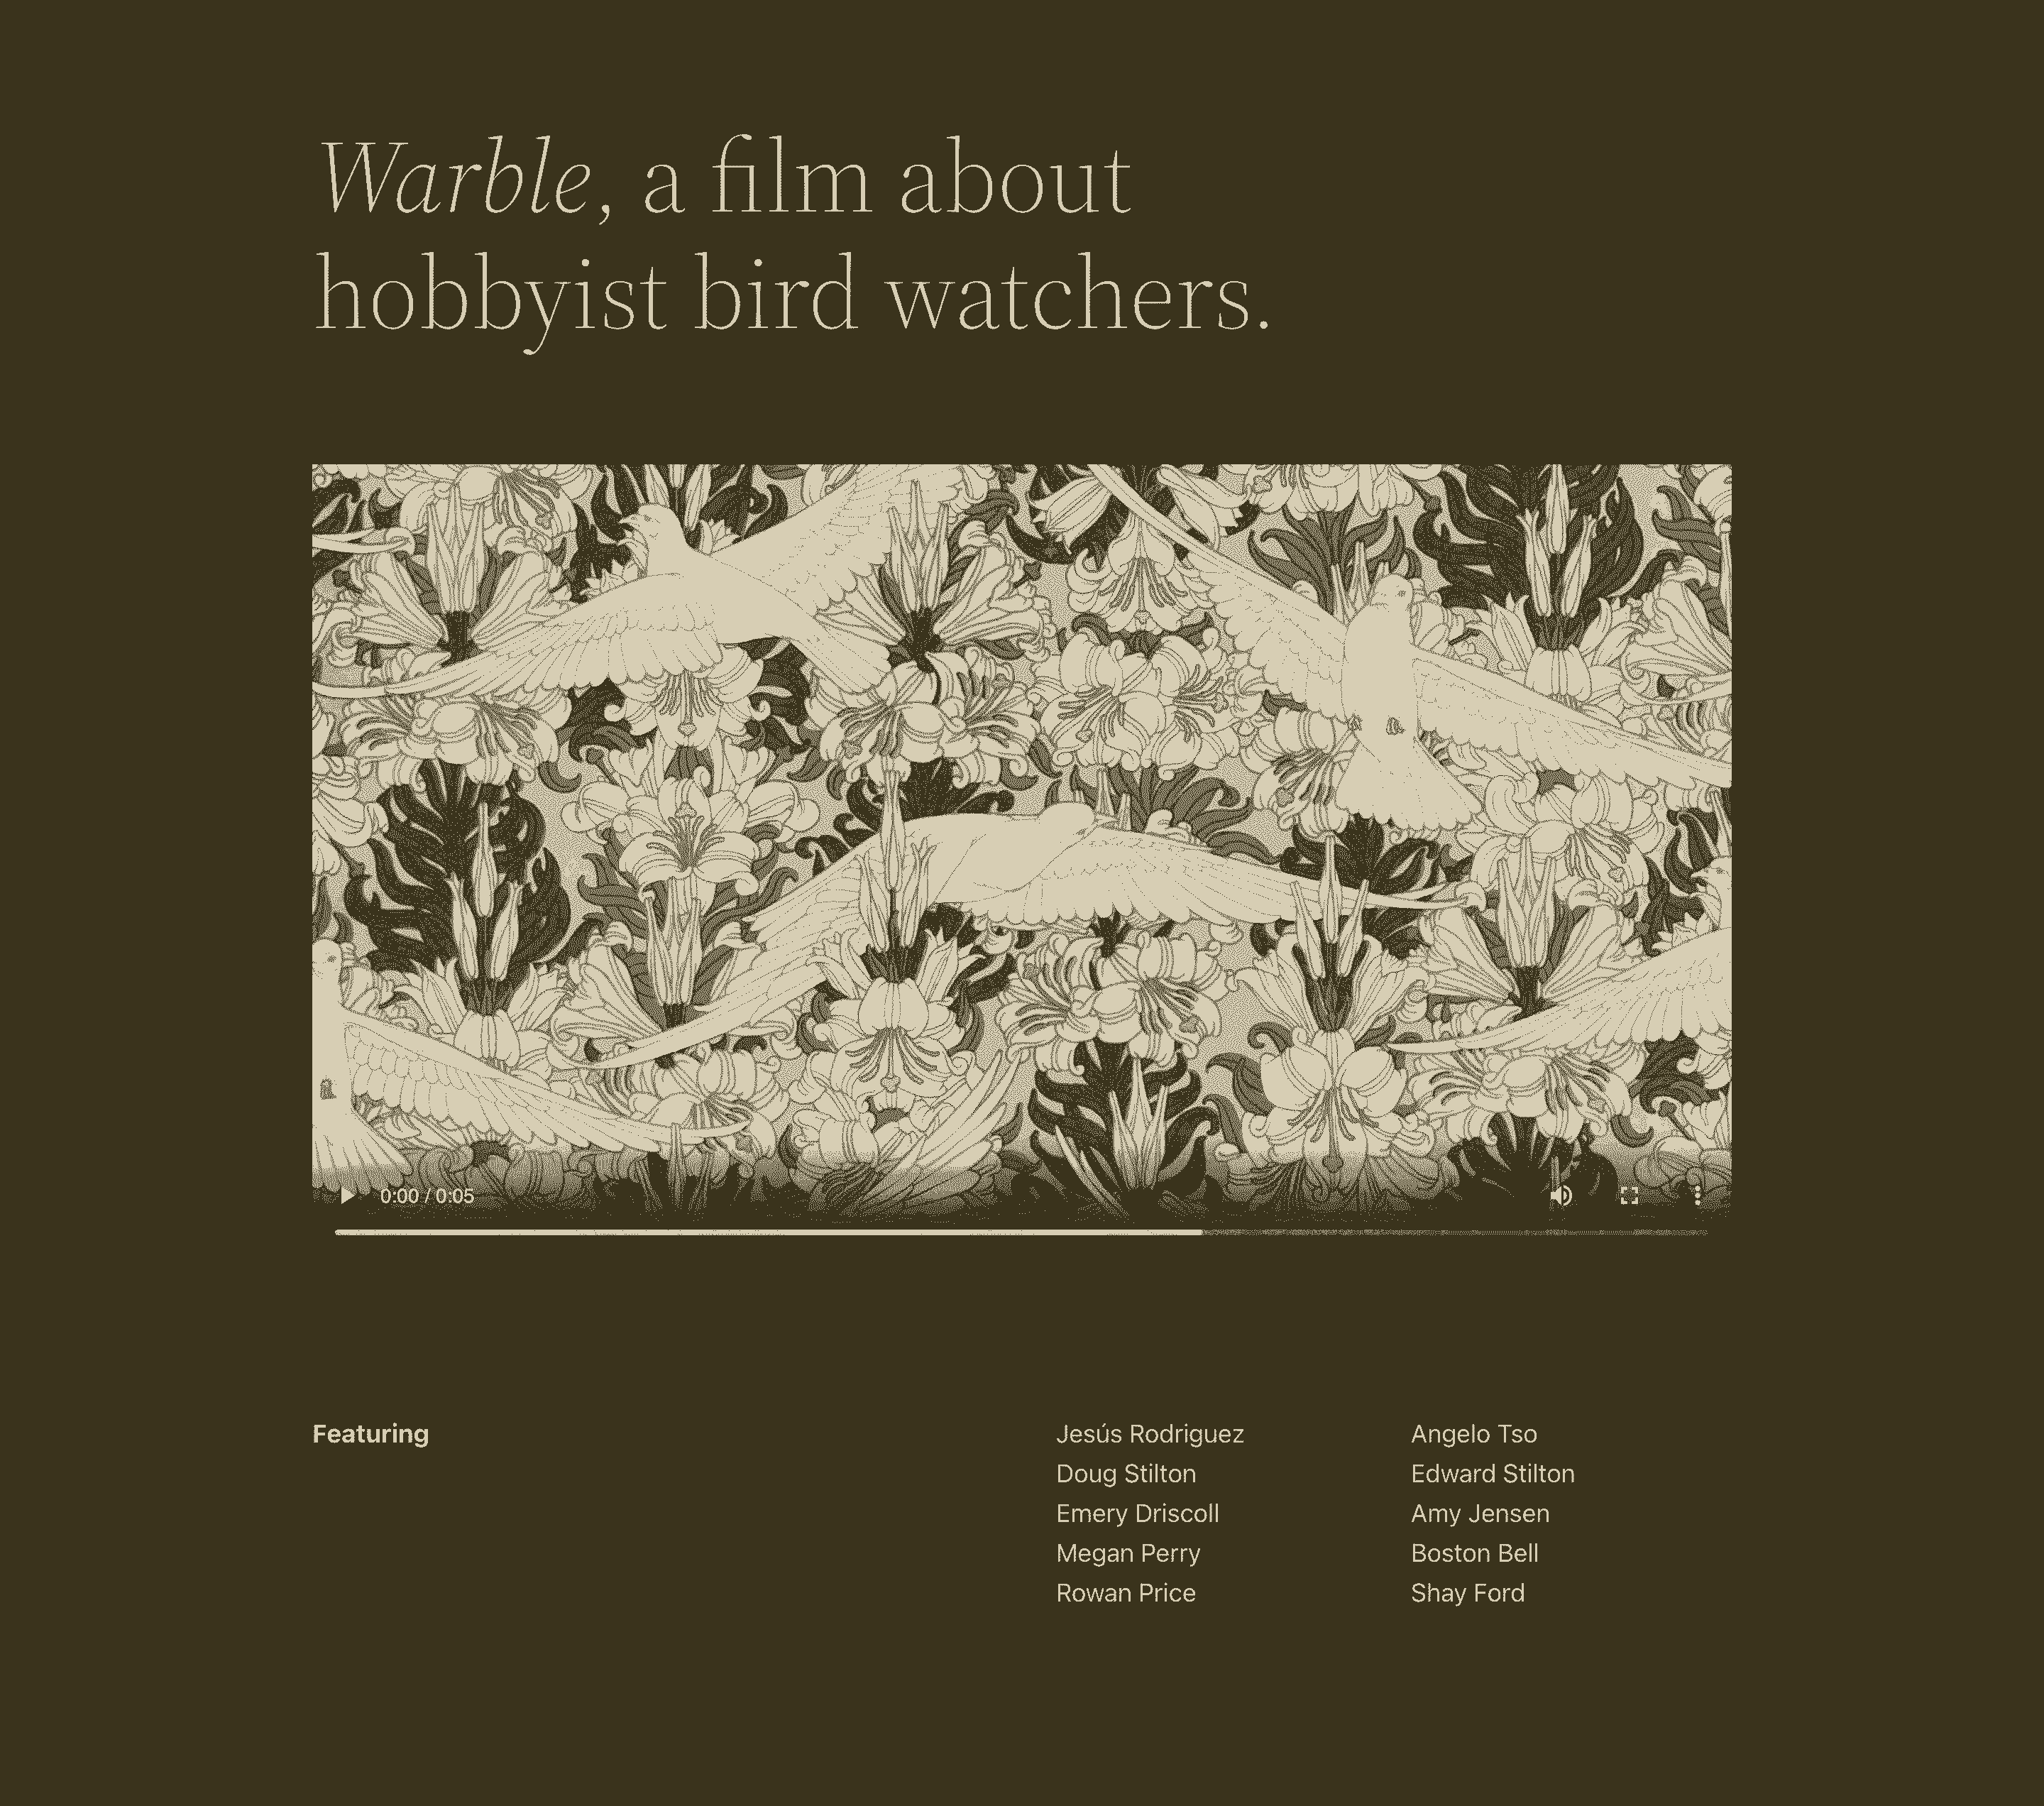 Warble, a film about
hobbyist bird watchers.
0:00 / 0:05
Featuring
Jesús Rodriguez
Doug Stilton
Emery Driscoll
Megan Perry
Rowan Price
Angelo Tso
Edward Stilton
Amy Jensen
Boston Bell
Shay Ford